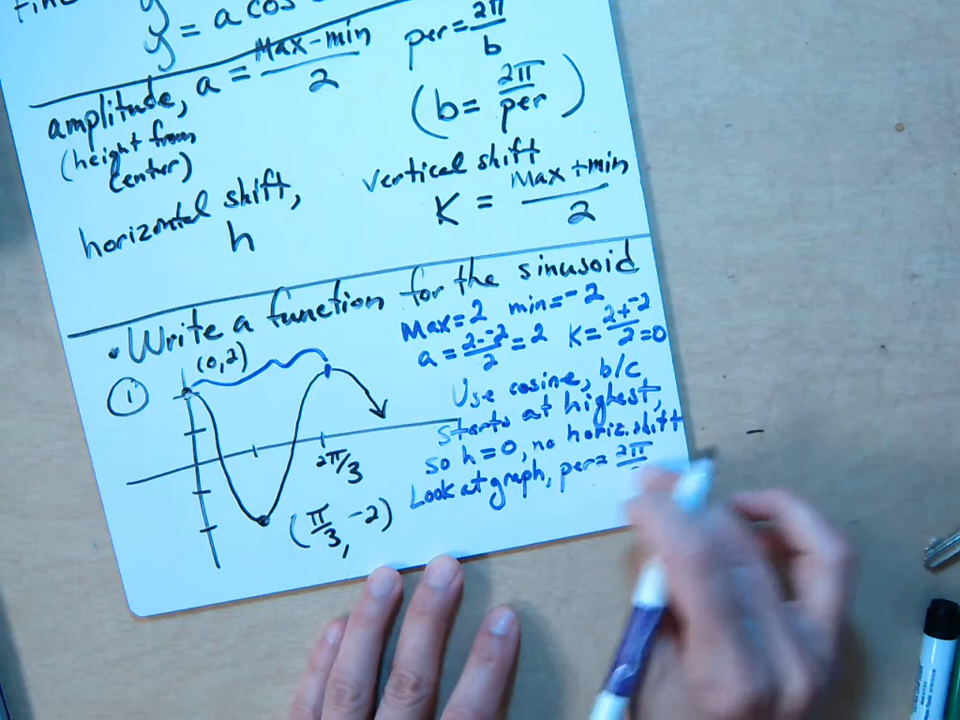 y = a cos
amplitude, a = Max - min / 2
(height from
center)
per = 2π / b
(b = 2π / per)
horizontal shift,
h
vertical shift
K = Max + min / 2
• Write a function for the sinusoid
①
(0,2)
2π/3
(π/3, -2)
Max = 2 min = -2
a = 2--2 / 2 = 2 K = 2+-2 / 2 = 0
Use cosine, b/c
starts at highest,
so h = 0, no horiz. shift
Look at graph, per = 2π